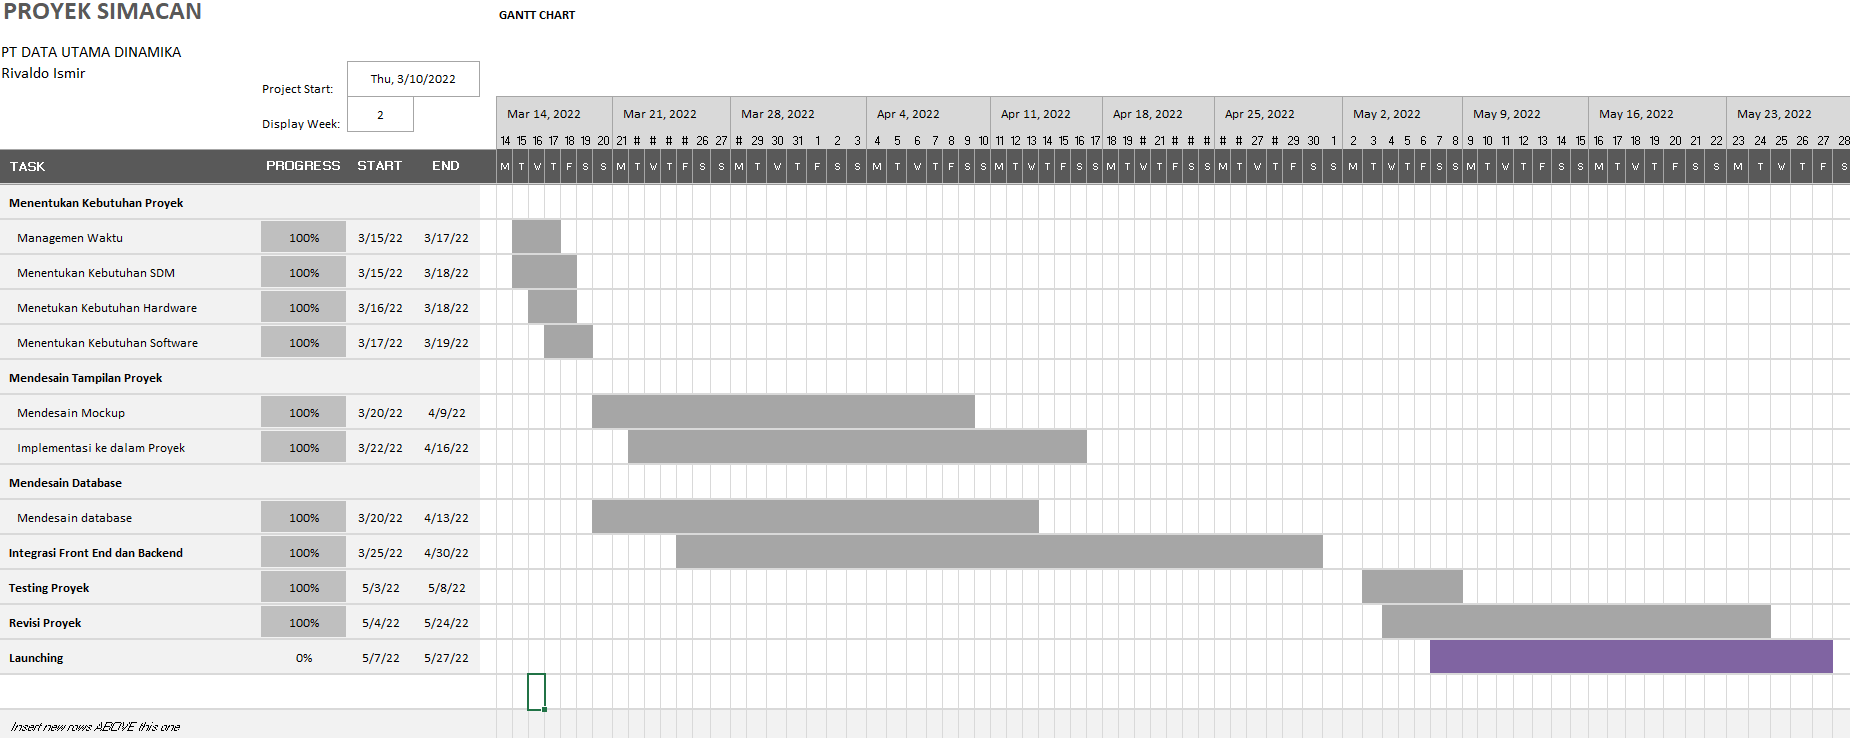 PROYEK SIMACAN
GANTT CHART
PT DATA UTAMA DINAMIKA
Rivaldo Ismir
Project Start: Thu, 3/10/2022
Display Week: 2
Mar 14, 2022 Mar 21, 2022 Mar 28, 2022 Apr 4, 2022 Apr 11, 2022 Apr 18, 2022 Apr 25, 2022 May 2, 2022 May 9, 2022 May 16, 2022 May 23, 2022
14 15 16 17 18 19 20 21 # # # # 26 27 # 29 30 31 1 2 3 4 5 6 7 8 9 10 11 12 13 14 15 16 17 18 19 # 21 # # # # # 27 # 29 30 1 2 3 4 5 6 7 8 9 10 11 12 13 14 15 16 17 18 19 20 21 22 23 24 25 26 27 28
TASK PROGRESS START END M T W T F S S M T W T F S S M T W T F S S M T W T F S S M T W T F S S M T W T F S S M T W T F S S M T W T F S S M T W T F S S M T W T F S S M T W T F S
Menentukan Kebutuhan Proyek
Managemen Waktu 100% 3/15/22 3/17/22
Menentukan Kebutuhan SDM 100% 3/15/22 3/18/22
Menetukan Kebutuhan Hardware 100% 3/16/22 3/18/22
Menentukan Kebutuhan Software 100% 3/17/22 3/19/22
Mendesain Tampilan Proyek
Mendesain Mockup 100% 3/20/22 4/9/22
Implementasi ke dalam Proyek 100% 3/22/22 4/16/22
Mendesain Database
Mendesain database 100% 3/20/22 4/13/22
Integrasi Front End dan Backend 100% 3/25/22 4/30/22
Testing Proyek 100% 5/3/22 5/8/22
Revisi Proyek 100% 5/4/22 5/24/22
Launching 0% 5/7/22 5/27/22
Insert new rows ABOVE this one